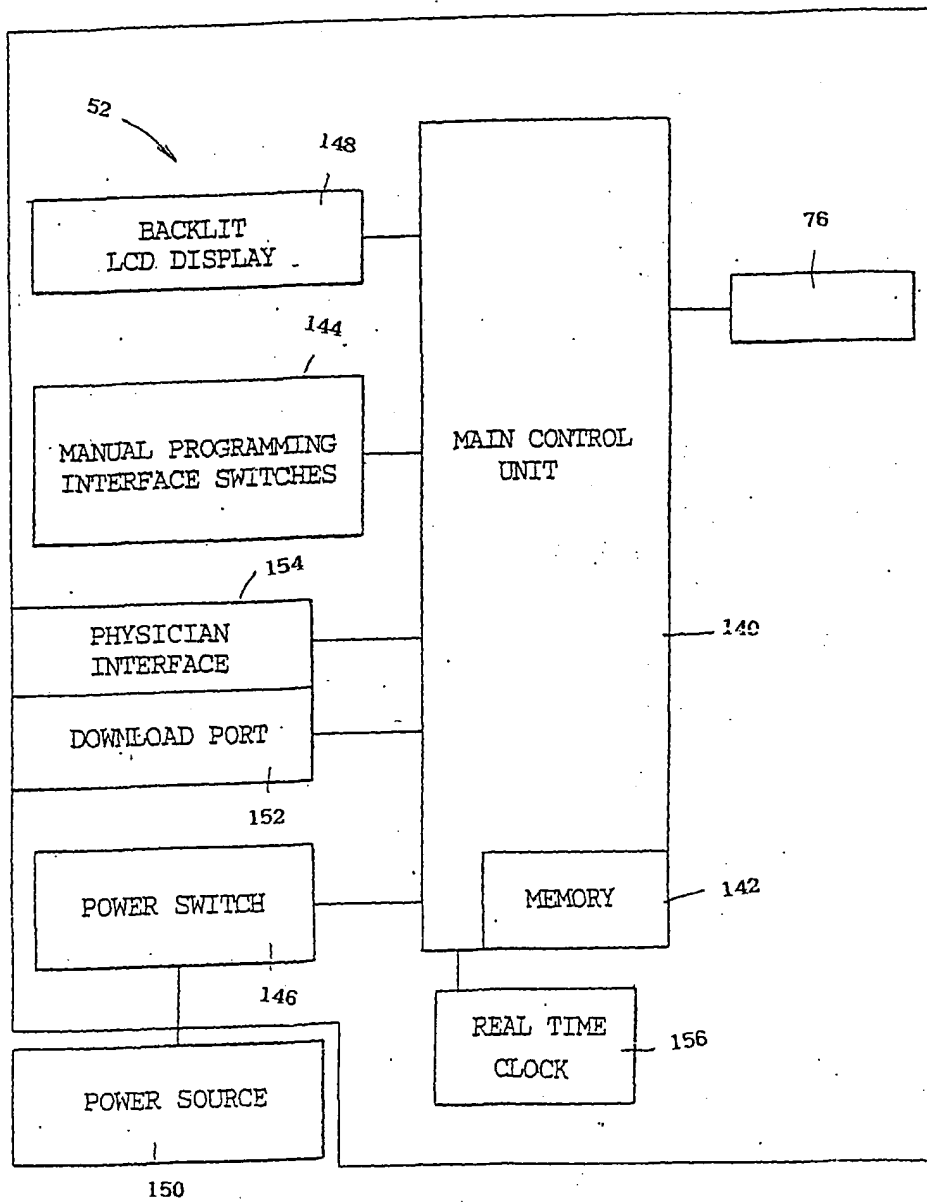 52
148
BACKLIT
LCD DISPLAY
76
144
MANUAL PROGRAMMING
INTERFACE SWITCHES
MAIN CONTROL
UNIT
154
PHYSICIAN
INTERFACE
140
DOWNLOAD PORT
152
POWER SWITCH
MEMORY
142
146
REAL TIME
CLOCK
156
POWER SOURCE
150